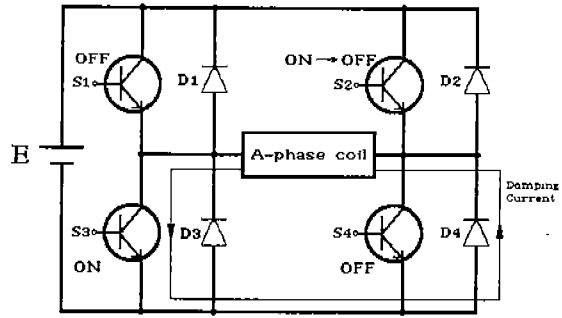 OFF
S1
D1
ON → OFF
S2
D2
E
A-phase coil
Damping
Current
S3
D3
ON
S4
D4
OFF